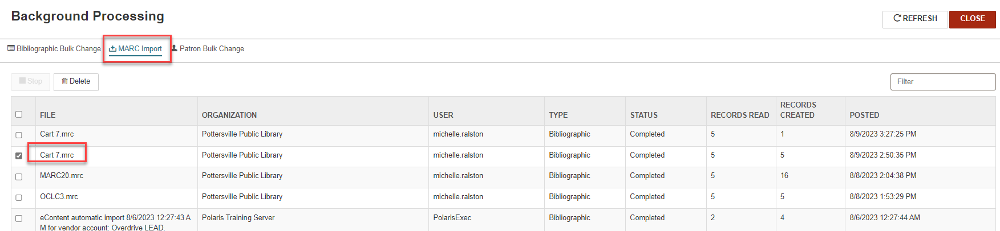 Background Processing
REFRESH CLOSE
Bibliographic Bulk Change MARC Import Patron Bulk Change
Stop Delete Filter
FILE ORGANIZATION USER TYPE STATUS RECORDS READ RECORDS CREATED POSTED
Cart 7.mrc Pottersville Public Library michelle.ralston Bibliographic Completed 5 1 8/9/2023 3:27:25 PM
Cart 7.mrc Pottersville Public Library michelle.ralston Bibliographic Completed 5 5 8/9/2023 2:50:35 PM
MARC20.mrc Pottersville Public Library michelle.ralston Bibliographic Completed 5 16 8/8/2023 2:04:38 PM
OCLC3.mrc Pottersville Public Library michelle.ralston Bibliographic Completed 5 5 8/8/2023 1:53:29 PM
eContent automatic import 8/6/2023 12:27:43 A Polaris Training Server PolarisExec Bibliographic Completed 2 4 8/6/2023 12:27:44 AM
M for vendor account: Overdrive LEAD.